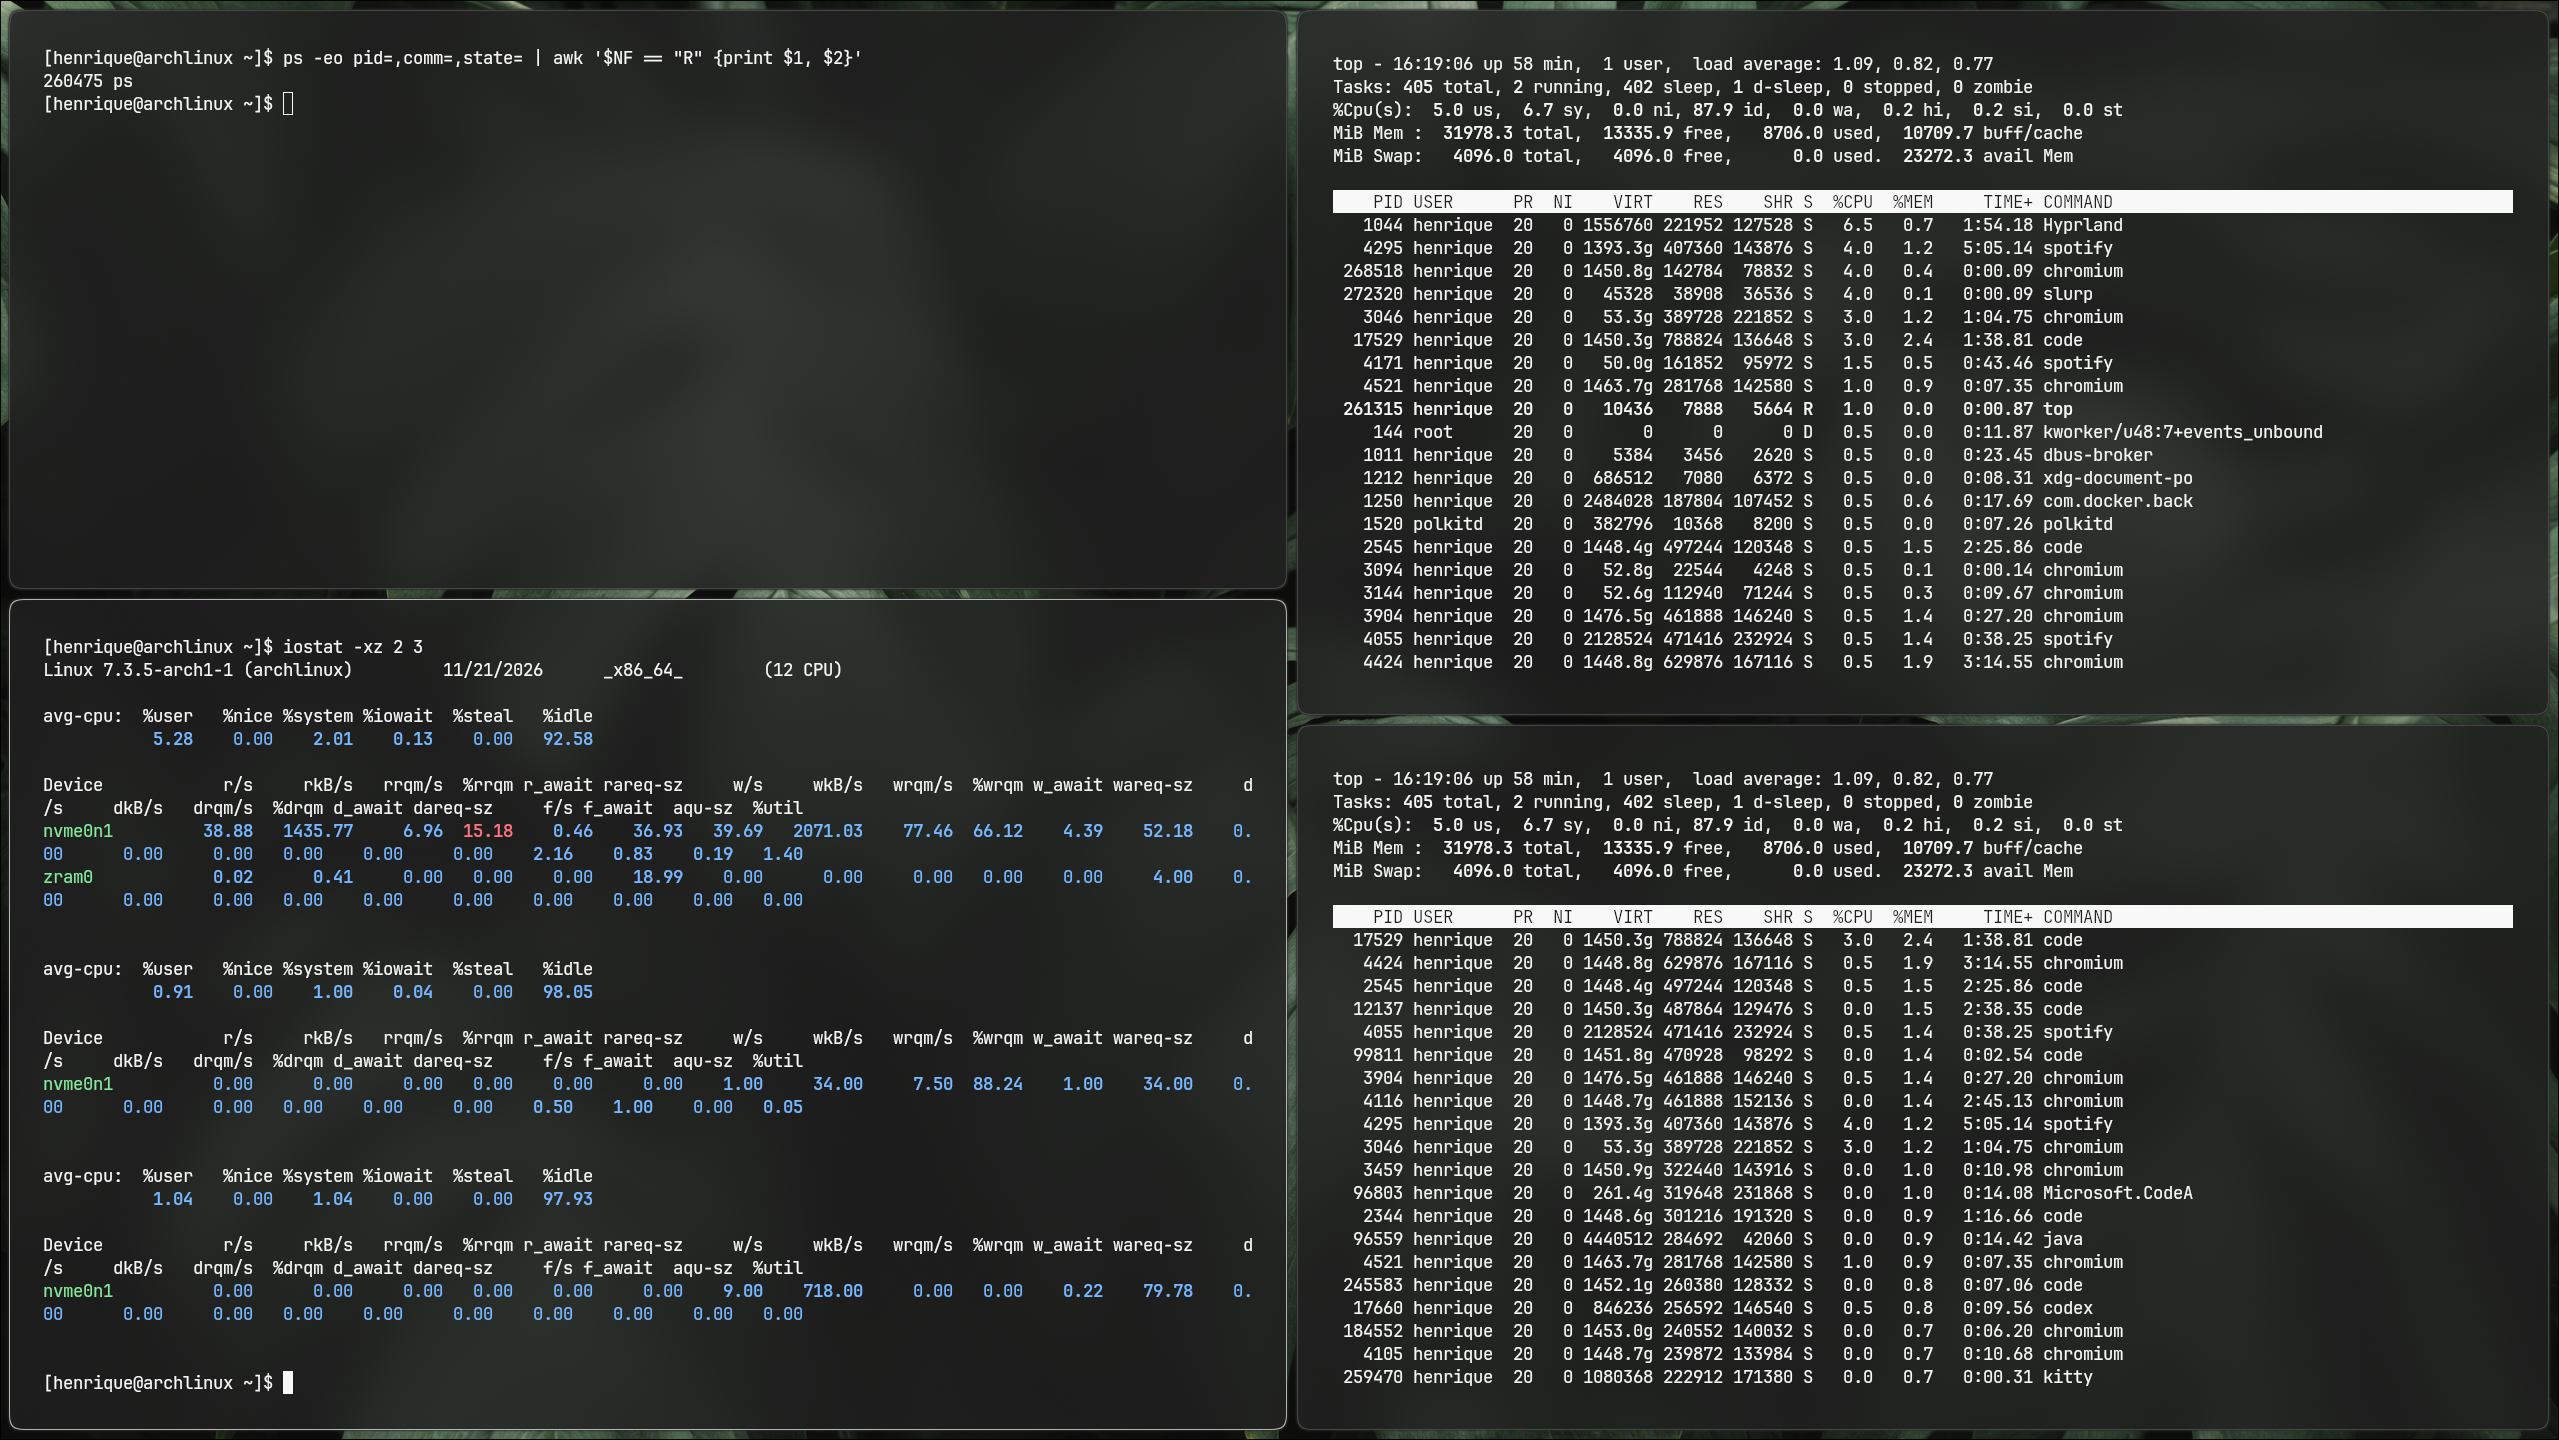 [henrique@archlinux ~]$ ps -eo pid=,comm=,state= | awk '$NF == "R" {print $1, $2}'
260475 ps
[henrique@archlinux ~]$
[henrique@archlinux ~]$ iostat -xz 2 3
Linux 7.3.5-arch1-1 (archlinux) 11/21/2026 _x86_64_ (12 CPU)
avg-cpu: %user %nice %system %iowait %steal %idle
5.28 0.00 2.01 0.13 0.00 92.58
Device r/s rkB/s rrqm/s %rrqm r_await rareq-sz w/s wkB/s wrqm/s %wrqm w_await wareq-sz d
/s dkB/s drqm/s %drqm d_await dareq-sz f/s f_await aqu-sz %util
nvme0n1 38.88 1435.77 6.96 15.18 0.46 36.93 39.69 2071.03 77.46 66.12 4.39 52.18 0.
00 0.00 0.00 0.00 0.00 0.00 2.16 0.83 0.19 1.40
zram0 0.02 0.41 0.00 0.00 0.00 18.99 0.00 0.00 0.00 0.00 0.00 4.00 0.
00 0.00 0.00 0.00 0.00 0.00 0.00 0.00 0.00 0.00
avg-cpu: %user %nice %system %iowait %steal %idle
0.91 0.00 1.00 0.04 0.00 98.05
Device r/s rkB/s rrqm/s %rrqm r_await rareq-sz w/s wkB/s wrqm/s %wrqm w_await wareq-sz d
/s dkB/s drqm/s %drqm d_await dareq-sz f/s f_await aqu-sz %util
nvme0n1 0.00 0.00 0.00 0.00 0.00 0.00 1.00 34.00 7.50 88.24 1.00 34.00 0.
00 0.00 0.00 0.00 0.00 0.00 0.50 1.00 0.00 0.05
avg-cpu: %user %nice %system %iowait %steal %idle
1.04 0.00 1.04 0.00 0.00 97.93
Device r/s rkB/s rrqm/s %rrqm r_await rareq-sz w/s wkB/s wrqm/s %wrqm w_await wareq-sz d
/s dkB/s drqm/s %drqm d_await dareq-sz f/s f_await aqu-sz %util
nvme0n1 0.00 0.00 0.00 0.00 0.00 0.00 9.00 718.00 0.00 0.00 0.22 79.78 0.
00 0.00 0.00 0.00 0.00 0.00 0.00 0.00 0.00 0.00
[henrique@archlinux ~]$
top - 16:19:06 up 58 min, 1 user, load average: 1.09, 0.82, 0.77
Tasks: 405 total, 2 running, 402 sleep, 1 d-sleep, 0 stopped, 0 zombie
%Cpu(s): 5.0 us, 6.7 sy, 0.0 ni, 87.9 id, 0.0 wa, 0.2 hi, 0.2 si, 0.0 st
MiB Mem : 31978.3 total, 13335.9 free, 8706.0 used, 10709.7 buff/cache
MiB Swap: 4096.0 total, 4096.0 free, 0.0 used. 23272.3 avail Mem
PID USER PR NI VIRT RES SHR S %CPU %MEM TIME+ COMMAND
1044 henrique 20 0 1556760 221952 127528 S 6.5 0.7 1:54.18 Hyprland
4295 henrique 20 0 1393.3g 407360 143876 S 4.0 1.2 5:05.14 spotify
268518 henrique 20 0 1450.8g 142784 78832 S 4.0 0.4 0:00.09 chromium
272320 henrique 20 0 45328 38908 36536 S 4.0 0.1 0:00.09 slurp
3046 henrique 20 0 53.3g 389728 221852 S 3.0 1.2 1:04.75 chromium
17529 henrique 20 0 1450.3g 788824 136648 S 3.0 2.4 1:38.81 code
4171 henrique 20 0 50.0g 161852 95972 S 1.5 0.5 0:43.46 spotify
4521 henrique 20 0 1463.7g 281768 142580 S 1.0 0.9 0:07.35 chromium
261315 henrique 20 0 10436 7888 5664 R 1.0 0.0 0:00.87 top
144 root 20 0 0 0 0 D 0.5 0.0 0:11.87 kworker/u48:7+events_unbound
1011 henrique 20 0 5384 3456 2620 S 0.5 0.0 0:23.45 dbus-broker
1212 henrique 20 0 686512 7080 6372 S 0.5 0.0 0:08.31 xdg-document-po
1250 henrique 20 0 2484028 187804 107452 S 0.5 0.6 0:17.69 com.docker.back
1520 polkitd 20 0 382796 10368 8200 S 0.5 0.0 0:07.26 polkitd
2545 henrique 20 0 1448.4g 497244 120348 S 0.5 1.5 2:25.86 code
3094 henrique 20 0 52.8g 22544 4248 S 0.5 0.1 0:00.14 chromium
3144 henrique 20 0 52.6g 112940 71244 S 0.5 0.3 0:09.67 chromium
3904 henrique 20 0 1476.5g 461888 146240 S 0.5 1.4 0:27.20 chromium
4055 henrique 20 0 2128524 471416 232924 S 0.5 1.4 0:38.25 spotify
4424 henrique 20 0 1448.8g 629876 167116 S 0.5 1.9 3:14.55 chromium
top - 16:19:06 up 58 min, 1 user, load average: 1.09, 0.82, 0.77
Tasks: 405 total, 2 running, 402 sleep, 1 d-sleep, 0 stopped, 0 zombie
%Cpu(s): 5.0 us, 6.7 sy, 0.0 ni, 87.9 id, 0.0 wa, 0.2 hi, 0.2 si, 0.0 st
MiB Mem : 31978.3 total, 13335.9 free, 8706.0 used, 10709.7 buff/cache
MiB Swap: 4096.0 total, 4096.0 free, 0.0 used. 23272.3 avail Mem
PID USER PR NI VIRT RES SHR S %CPU %MEM TIME+ COMMAND
17529 henrique 20 0 1450.3g 788824 136648 S 3.0 2.4 1:38.81 code
4424 henrique 20 0 1448.8g 629876 167116 S 0.5 1.9 3:14.55 chromium
2545 henrique 20 0 1448.4g 497244 120348 S 0.5 1.5 2:25.86 code
12137 henrique 20 0 1450.3g 487864 129476 S 0.0 1.5 2:38.35 code
4055 henrique 20 0 2128524 471416 232924 S 0.5 1.4 0:38.25 spotify
99811 henrique 20 0 1451.8g 470928 98292 S 0.0 1.4 0:02.54 code
3904 henrique 20 0 1476.5g 461888 146240 S 0.5 1.4 0:27.20 chromium
4116 henrique 20 0 1448.7g 461888 152136 S 0.0 1.4 2:45.13 chromium
4295 henrique 20 0 1393.3g 407360 143876 S 4.0 1.2 5:05.14 spotify
3046 henrique 20 0 53.3g 389728 221852 S 3.0 1.2 1:04.75 chromium
3459 henrique 20 0 1450.9g 322440 143916 S 0.0 1.0 0:10.98 chromium
96803 henrique 20 0 261.4g 319648 231868 S 0.0 1.0 0:14.08 Microsoft.CodeA
2344 henrique 20 0 1448.6g 301216 191320 S 0.0 0.9 1:16.66 code
96559 henrique 20 0 4440512 284692 42060 S 0.0 0.9 0:14.42 java
4521 henrique 20 0 1463.7g 281768 142580 S 1.0 0.9 0:07.35 chromium
245583 henrique 20 0 1452.1g 260380 128332 S 0.0 0.8 0:07.06 code
17660 henrique 20 0 846236 256592 146540 S 0.5 0.8 0:09.56 codex
184552 henrique 20 0 1453.0g 240552 140032 S 0.0 0.7 0:06.20 chromium
4105 henrique 20 0 1448.7g 239872 133984 S 0.0 0.7 0:10.68 chromium
259470 henrique 20 0 1080368 222912 171380 S 0.0 0.7 0:00.31 kitty